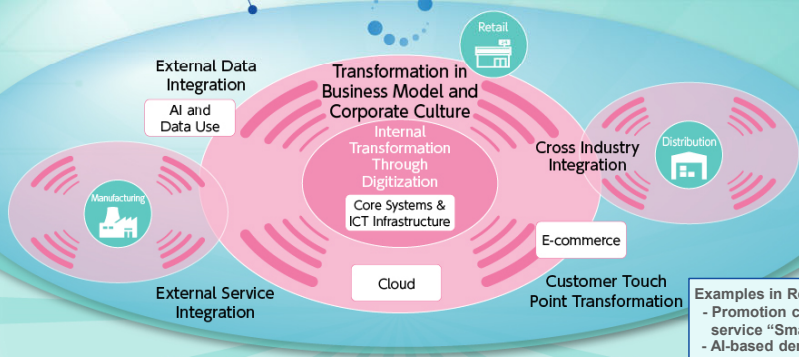 Retail
External Data
Integration
AI and
Data Use
Transformation in
Business Model and
Corporate Culture
Internal
Transformation
Through
Digitization
Core Systems &
ICT Infrastructure
Cross Industry
Integration
Distribution
Manufacturing
E-commerce
Cloud
External Service
Integration
Customer Touch
Point Transformation
Examples in
- Promotion
service
- AI-based